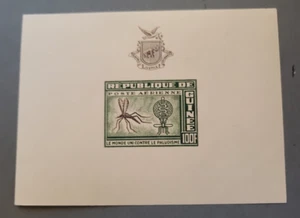 REPUBLIQUE DE
GUINEE
POSTE AERIENNE
LE MONDE UNI CONTRE LE PALUDISME
100F